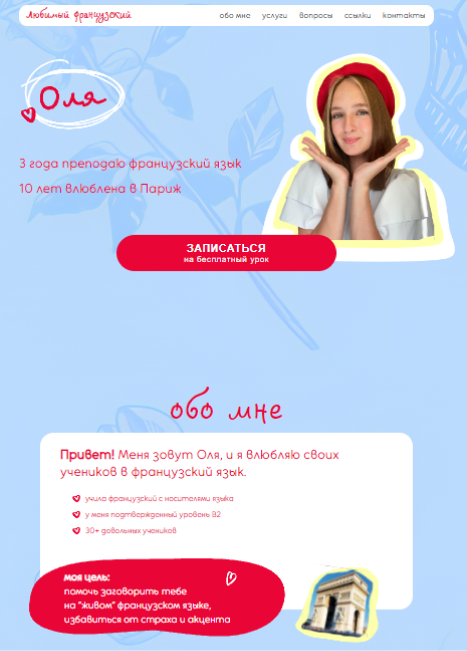 Любимый французский
обо мне услуги вопросы ссылки контакты
Оля
3 года преподаю французский язык
10 лет влюблена в Париж
ЗАПИСАТЬСЯ
на бесплатный урок
обо мне
Привет! Меня зовут Оля, и я влюбляю своих
учеников в французский язык.
учила французский с носителями языка
у меня подтвержденный уровень B2
30+ довольных учеников
моя цель:
помочь заговорить тебе
на "живом" французском языке,
избавиться от страха и акцента